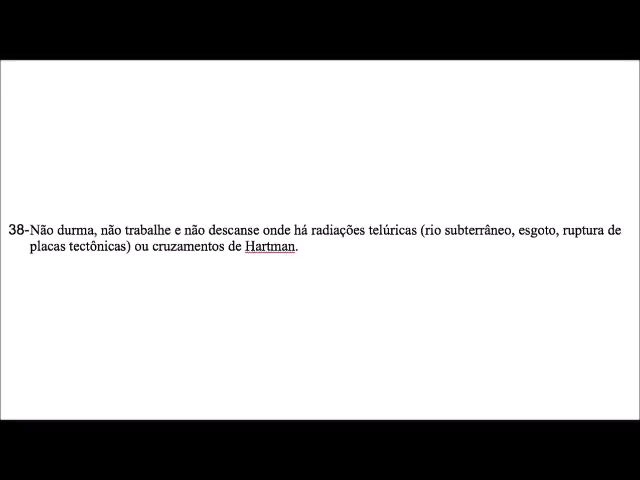 38-Não durma, não trabalhe e não descanse onde há radiações telúricas (rio subterrâneo, esgoto, ruptura de
placas tectônicas) ou cruzamentos de Hartman.